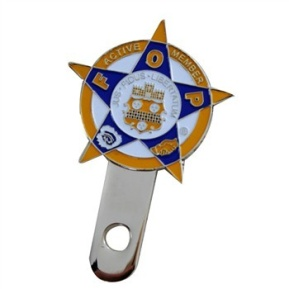 ACTIVE MEMBER
F O P
JUS FIDUS LIBERTATUM
®